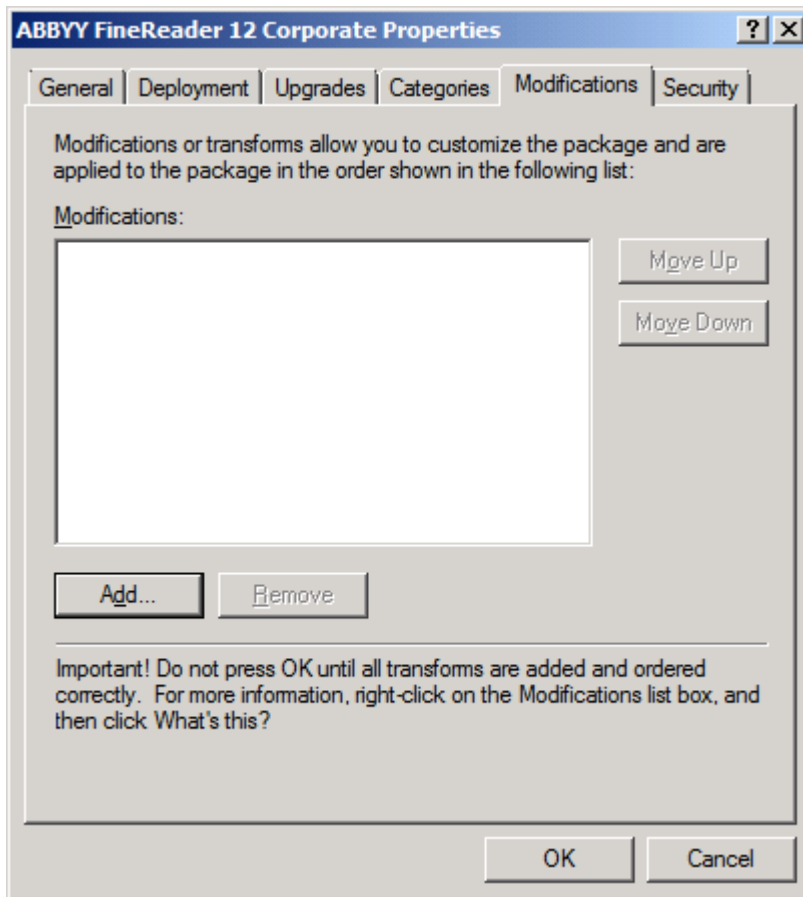 ABBYY FineReader 12 Corporate Properties
General Deployment Upgrades Categories Modifications Security
Modifications or transforms allow you to customize the package and are
applied to the package in the order shown in the following list:
Modifications:
Move Up
Move Down
Add... Remove
Important! Do not press OK until all transforms are added and ordered
correctly. For more information, right-click on the Modifications list box, and
then click What's this?
OK Cancel